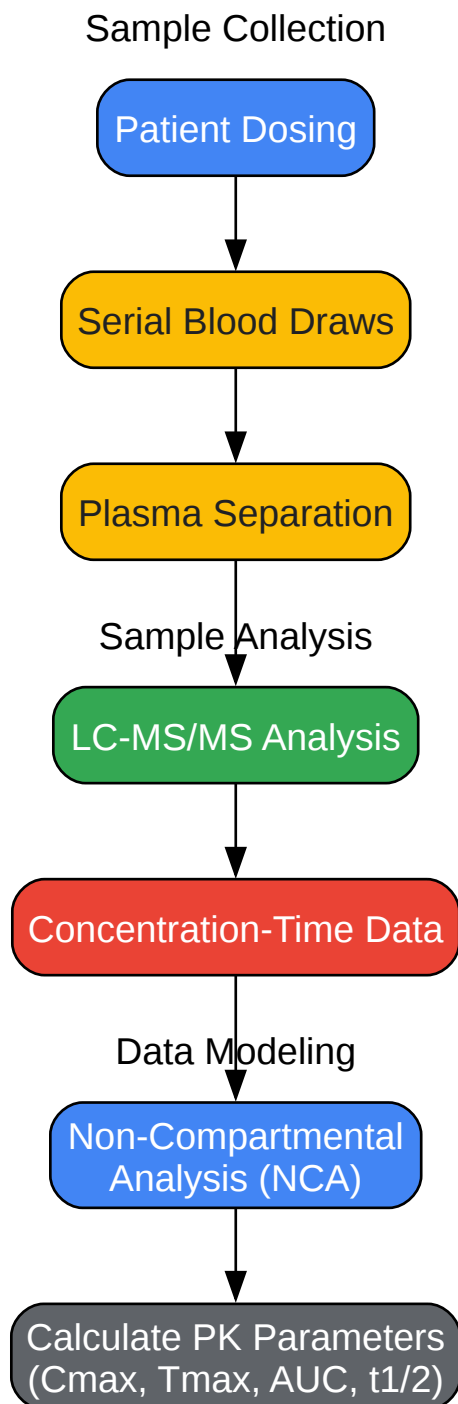 Sample Collection
Patient Dosing
Serial Blood Draws
Plasma Separation
Sample Analysis
LC-MS/MS Analysis
Concentration-Time Data
Data Modeling
Non-Compartmental
Analysis (NCA)
Calculate PK Parameters
(Cmax, Tmax, AUC, t1/2)